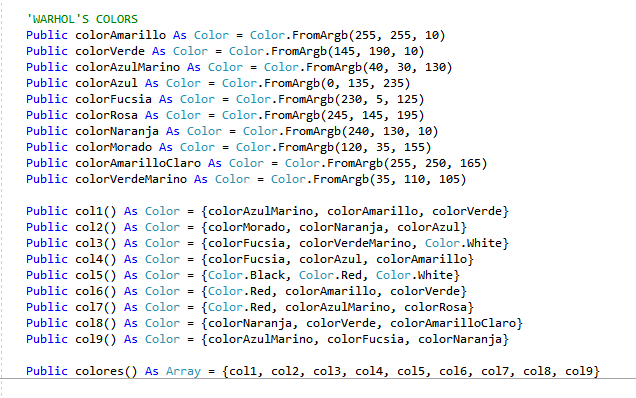 'WARHOL'S COLORS
Public colorAmarillo As Color = Color.FromArgb(255, 255, 10)
Public colorVerde As Color = Color.FromArgb(145, 190, 10)
Public colorAzulMarino As Color = Color.FromArgb(40, 30, 130)
Public colorAzul As Color = Color.FromArgb(0, 135, 235)
Public colorFucsia As Color = Color.FromArgb(230, 5, 125)
Public colorRosa As Color = Color.FromArgb(245, 145, 195)
Public colorNaranja As Color = Color.FromArgb(240, 130, 10)
Public colorMorado As Color = Color.FromArgb(120, 35, 155)
Public colorAmarilloClaro As Color = Color.FromArgb(255, 250, 165)
Public colorVerdeMarino As Color = Color.FromArgb(35, 110, 105)
Public col1() As Color = {colorAzulMarino, colorAmarillo, colorVerde}
Public col2() As Color = {colorMorado, colorNaranja, colorAzul}
Public col3() As Color = {colorFucsia, colorVerdeMarino, Color.White}
Public col4() As Color = {colorFucsia, colorAzul, colorAmarillo}
Public col5() As Color = {Color.Black, Color.Red, Color.White}
Public col6() As Color = {Color.Red, colorAmarillo, colorVerde}
Public col7() As Color = {Color.Red, colorAzulMarino, colorRosa}
Public col8() As Color = {colorNaranja, colorVerde, colorAmarilloClaro}
Public col9() As Color = {colorAzulMarino, colorFucsia, colorNaranja}
Public colores() As Array = {col1, col2, col3, col4, col5, col6, col7, col8, col9}